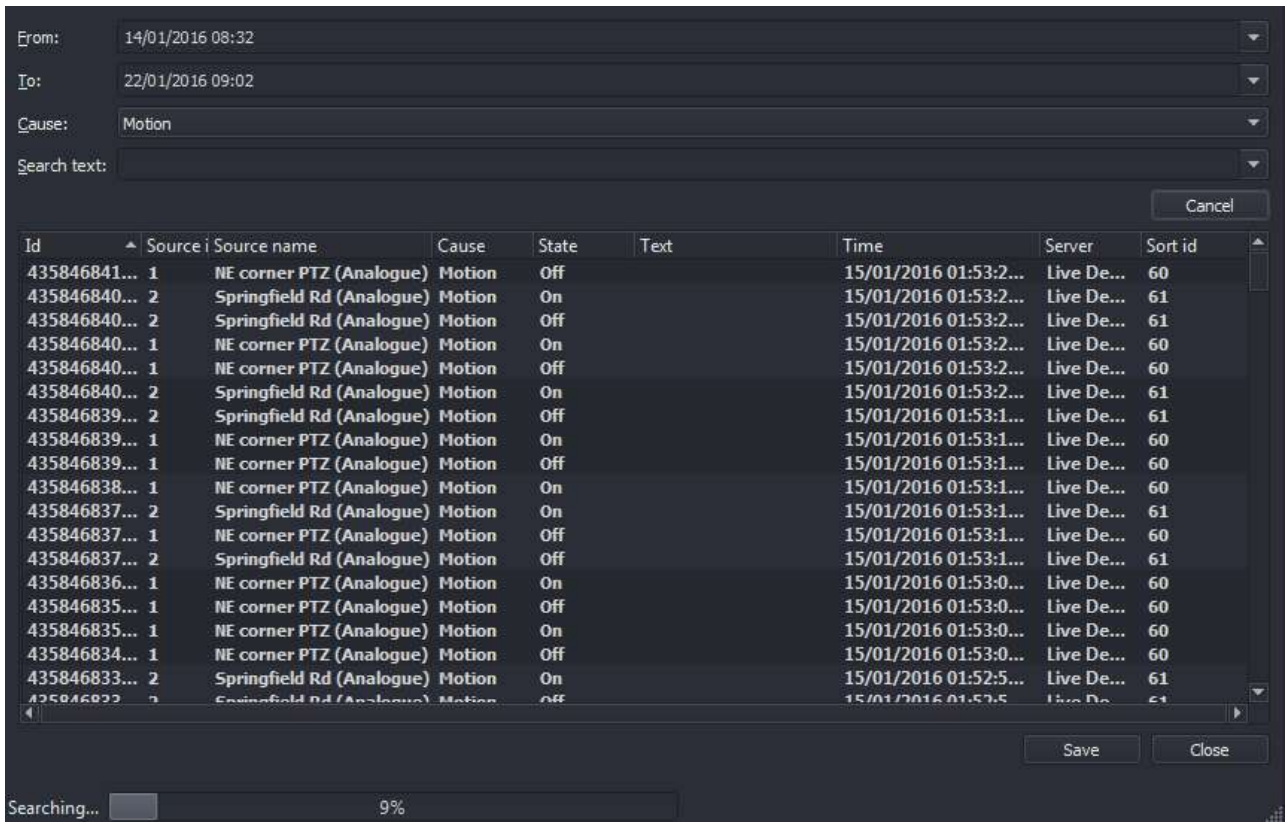 From: 14/01/2016 08:32
To: 22/01/2016 09:02
Cause: Motion
Search text:
Cancel
Id Source i Source name Cause State Text Time Server Sort id
435846841... 1 NE corner PTZ (Analogue) Motion Off 15/01/2016 01:53:2... Live De... 60
435846840... 2 Springfield Rd (Analogue) Motion On 15/01/2016 01:53:2... Live De... 61
435846840... 2 Springfield Rd (Analogue) Motion Off 15/01/2016 01:53:2... Live De... 61
435846840... 1 NE corner PTZ (Analogue) Motion On 15/01/2016 01:53:2... Live De... 60
435846840... 1 NE corner PTZ (Analogue) Motion Off 15/01/2016 01:53:2... Live De... 60
435846840... 2 Springfield Rd (Analogue) Motion On 15/01/2016 01:53:2... Live De... 61
435846839... 2 Springfield Rd (Analogue) Motion Off 15/01/2016 01:53:1... Live De... 61
435846839... 1 NE corner PTZ (Analogue) Motion On 15/01/2016 01:53:1... Live De... 60
435846839... 1 NE corner PTZ (Analogue) Motion Off 15/01/2016 01:53:1... Live De... 60
435846838... 1 NE corner PTZ (Analogue) Motion On 15/01/2016 01:53:1... Live De... 60
435846837... 2 Springfield Rd (Analogue) Motion On 15/01/2016 01:53:1... Live De... 61
435846837... 1 NE corner PTZ (Analogue) Motion Off 15/01/2016 01:53:1... Live De... 60
435846837... 2 Springfield Rd (Analogue) Motion Off 15/01/2016 01:53:1... Live De... 61
435846836... 1 NE corner PTZ (Analogue) Motion On 15/01/2016 01:53:0... Live De... 60
435846835... 1 NE corner PTZ (Analogue) Motion Off 15/01/2016 01:53:0... Live De... 60
435846835... 1 NE corner PTZ (Analogue) Motion On 15/01/2016 01:53:0... Live De... 60
435846834... 1 NE corner PTZ (Analogue) Motion Off 15/01/2016 01:53:0... Live De... 60
435846833... 2 Springfield Rd (Analogue) Motion On 15/01/2016 01:52:5... Live De... 61
435846833... 2 Springfield Rd (Analogue) Motion Off 15/01/2016 01:52:5... Live De... 61
Save Close
Searching... 9%